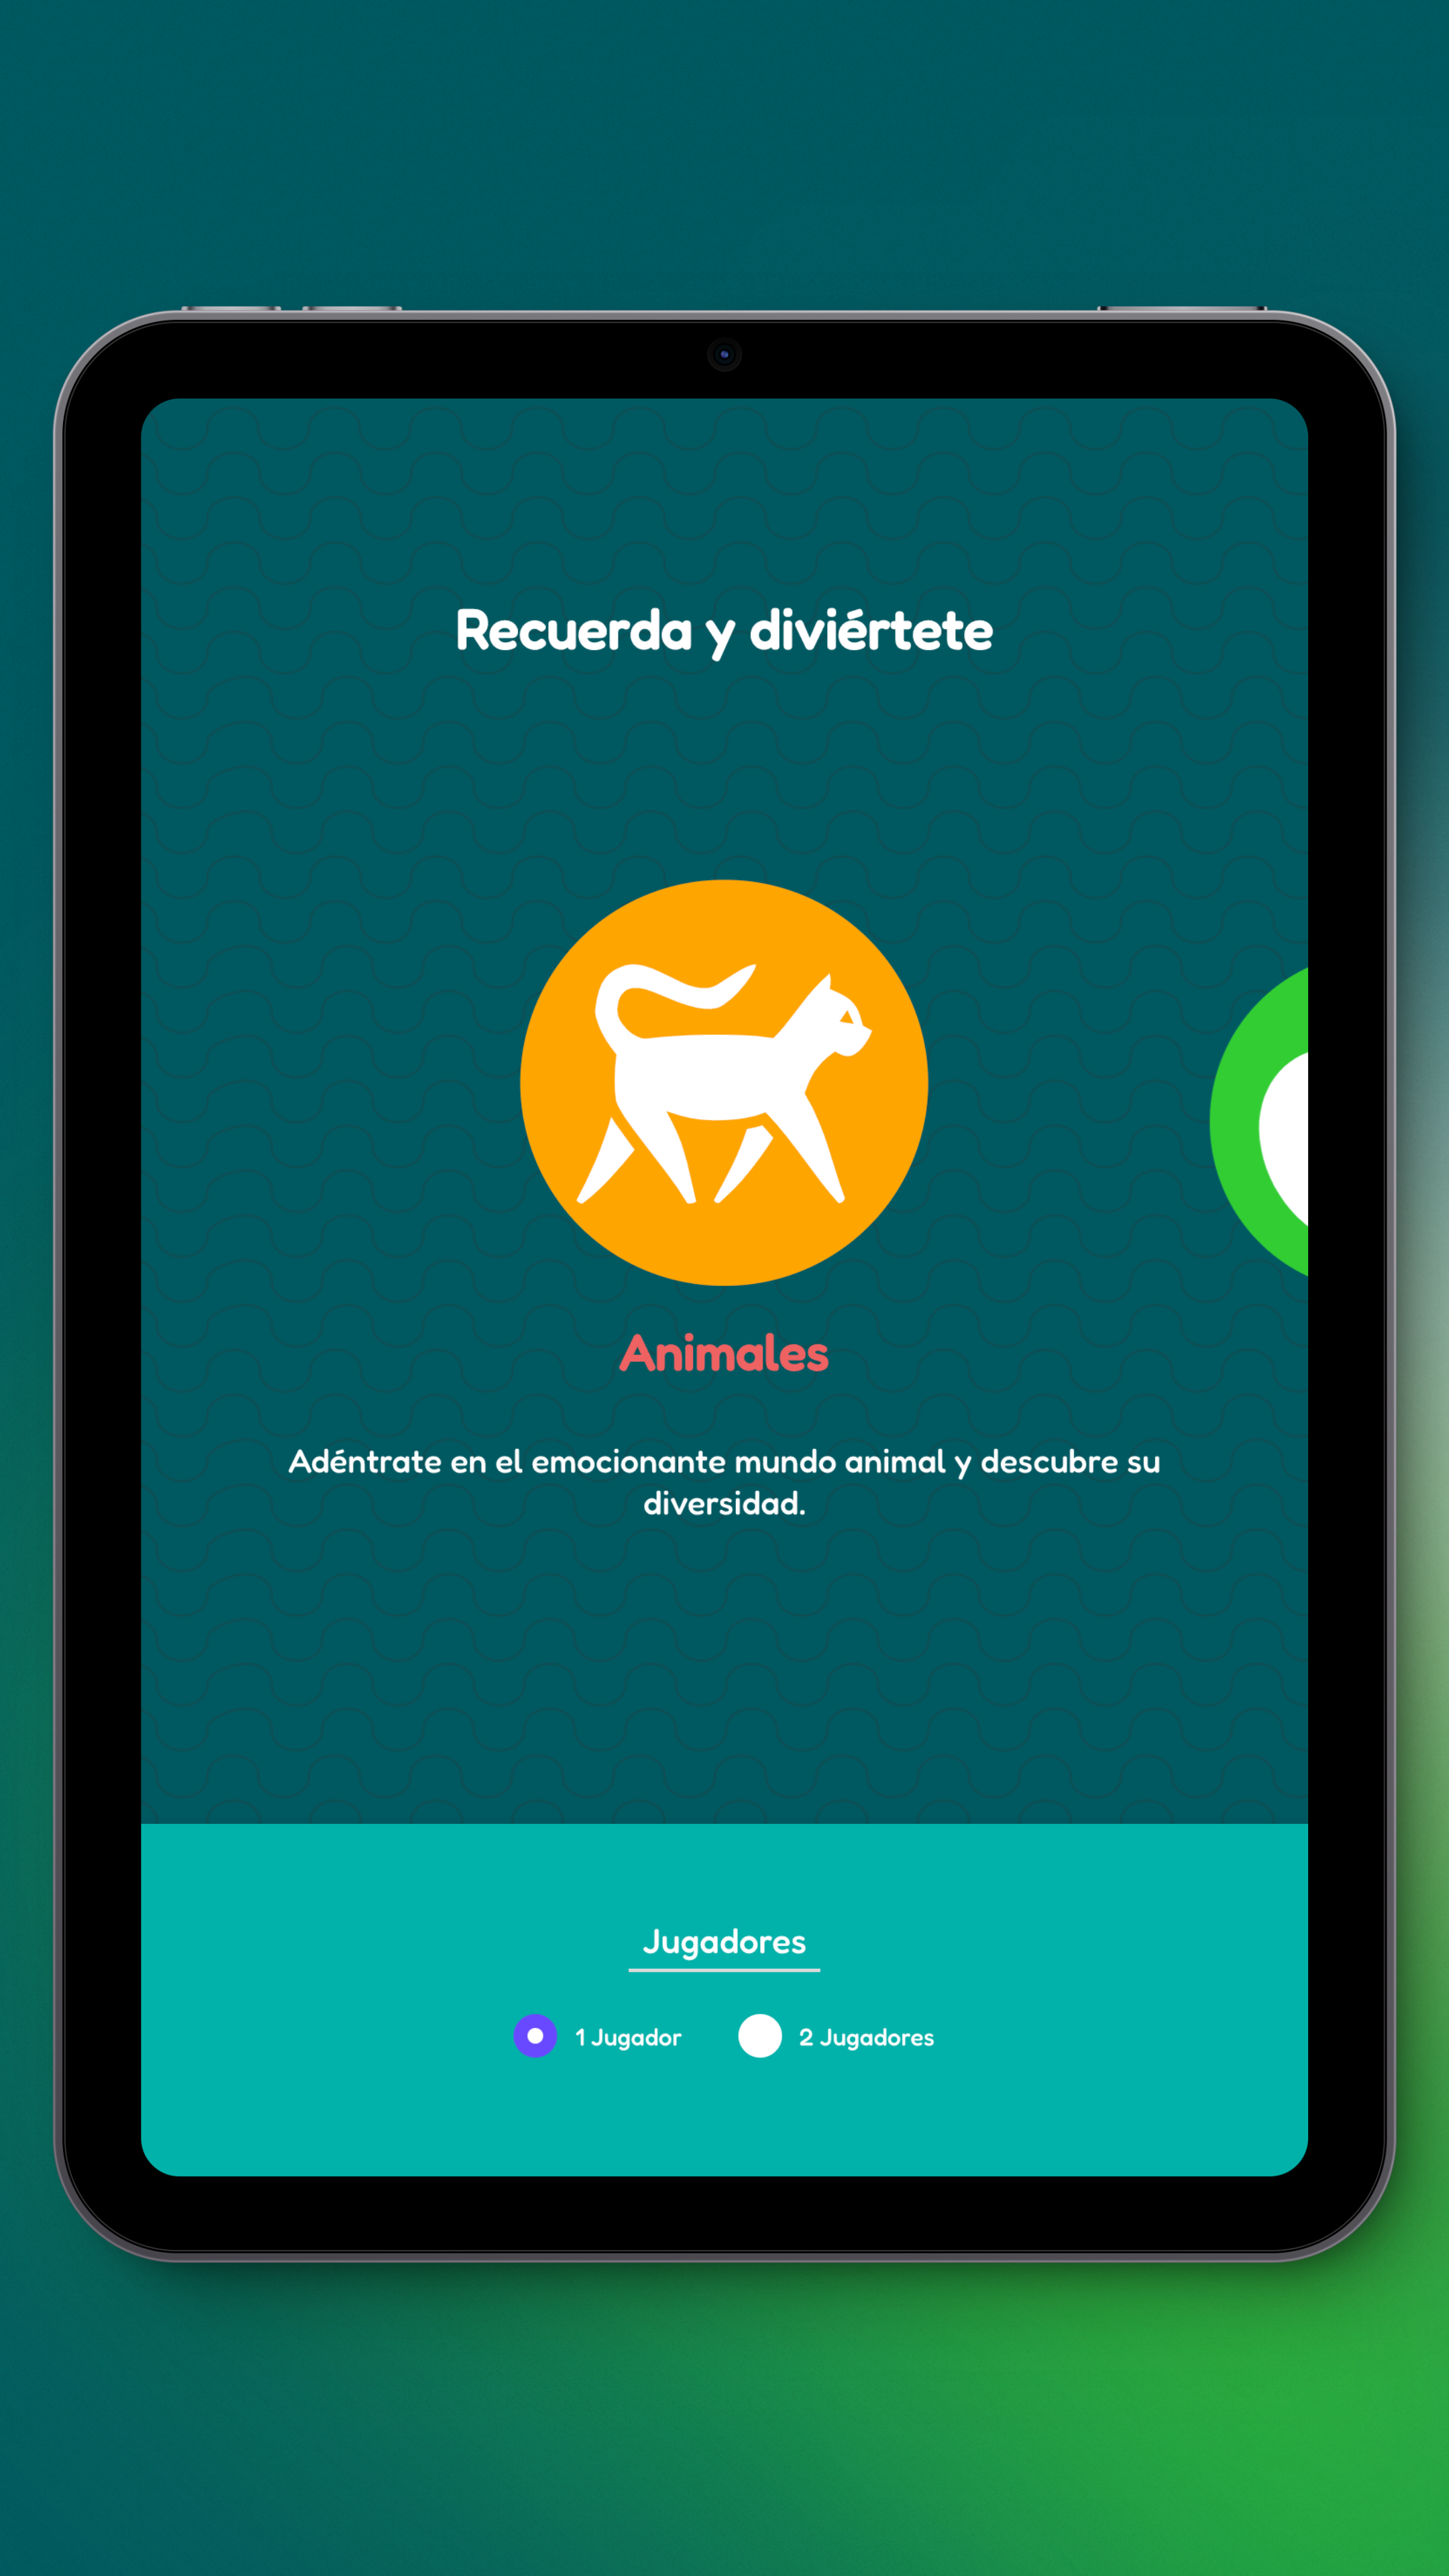 Recuerda y diviértete
Animales
Adéntrate en el emocionante mundo animal y descubre su
diversidad.
Jugadores
1 Jugador
2 Jugadores